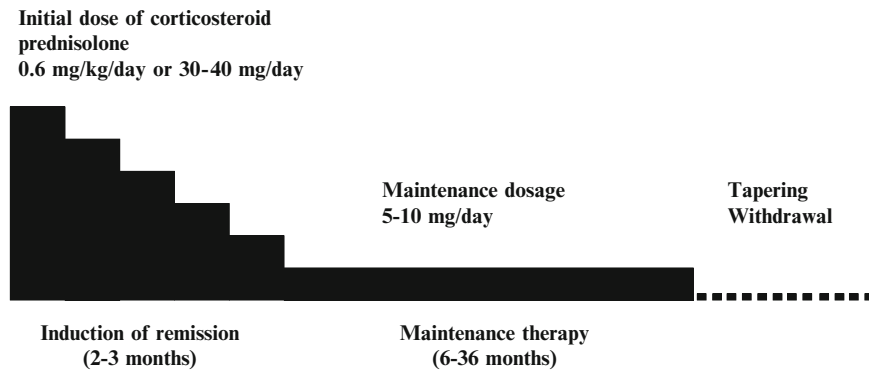 Initial dose of corticosteroid
prednisolone
0.6 mg/kg/day or 30-40 mg/day
Maintenance dosage
5-10 mg/day
Tapering
Withdrawal
Induction of remission
(2-3 months)
Maintenance therapy
(6-36 months)